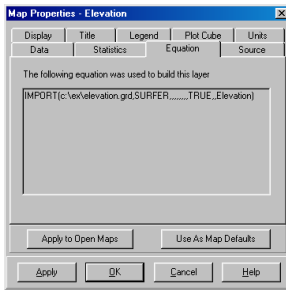 Map Properties - Elevation
Display Title Legend Plot Cube Units
Data Statistics Equation Source
The following equation was used to build this layer
IMPORT(c:\ex\elevation.grd,SURFER,,,,,,,,TRUE,,Elevation)
Apply to Open Maps Use As Map Defaults
Apply OK Cancel Help